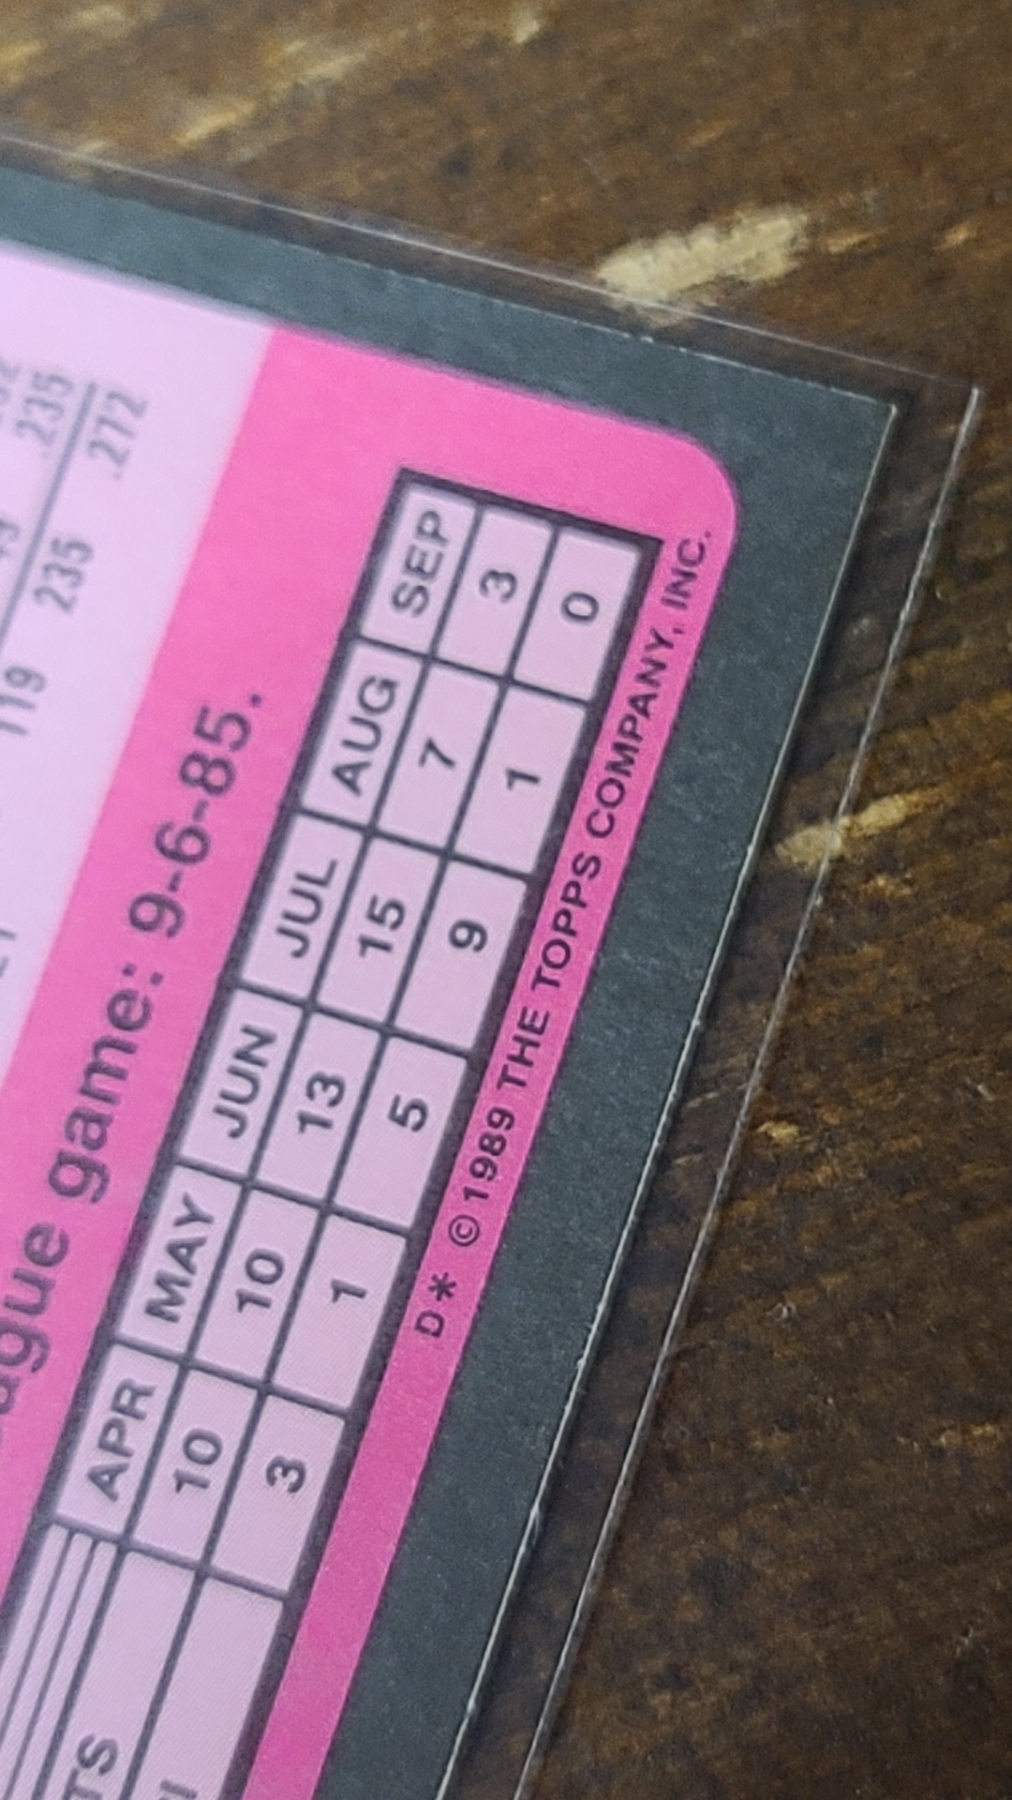 .235
119 235 .272
game: 9-6-85.
APR MAY JUN JUL AUG SEP
10 10 13 15 7 3
3 1 5 9 1 0
D* ©1989 THE TOPPS COMPANY, INC.